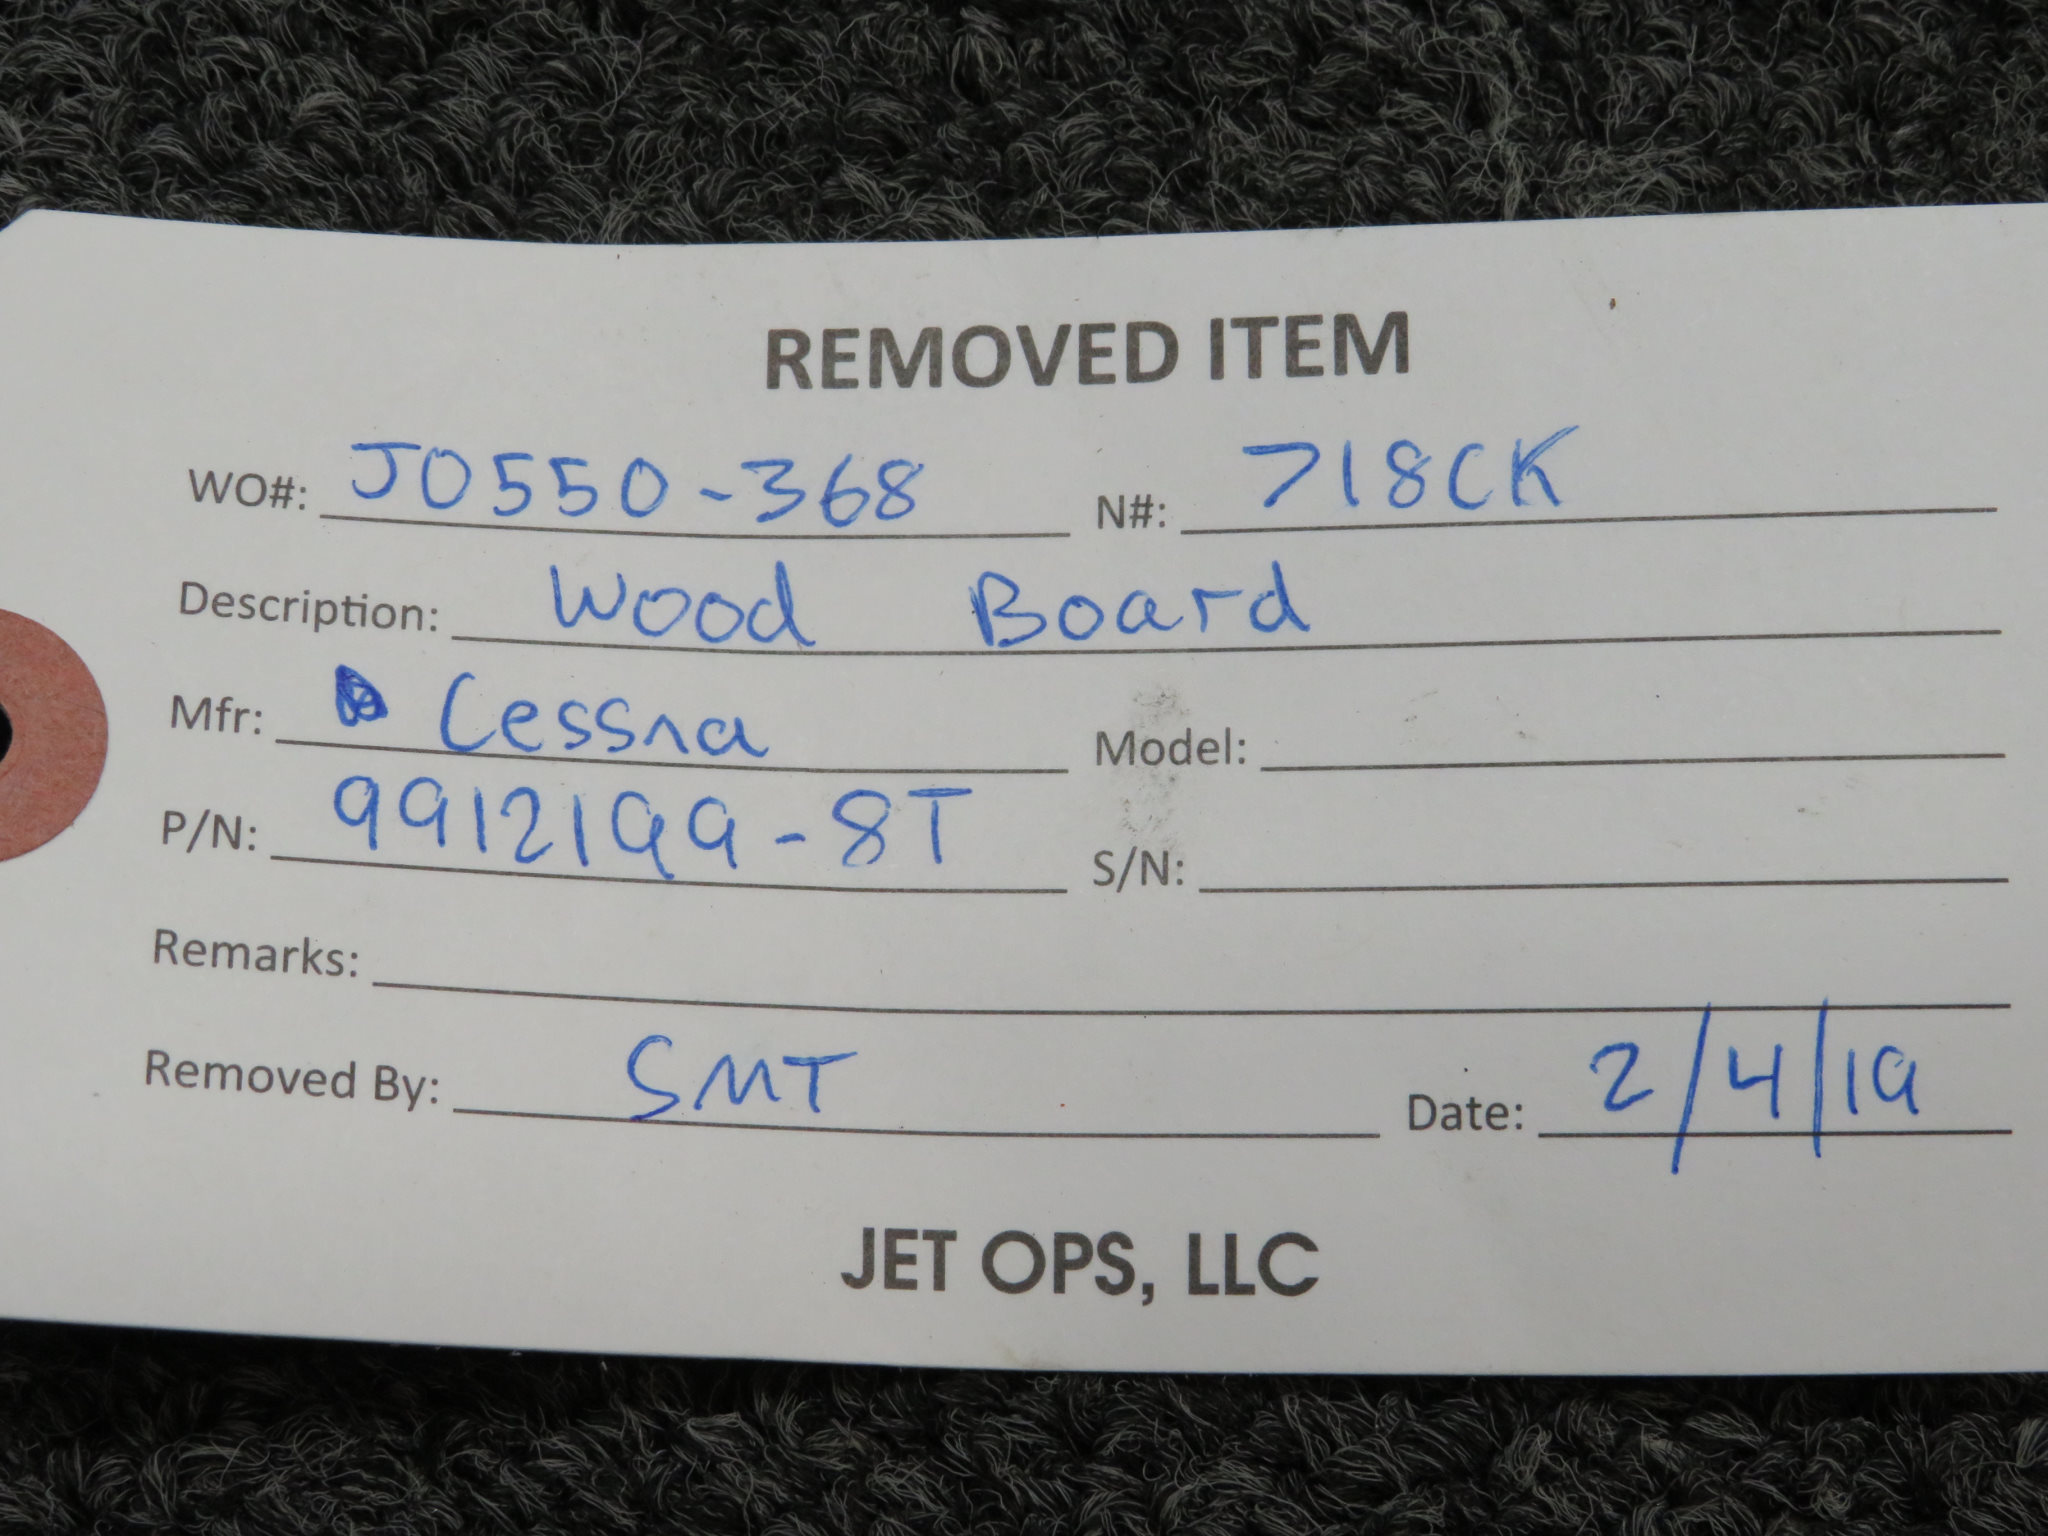 REMOVED ITEM
WO#: JO550-368 N#: 718CK
Description: Wood Board
Mfr: Cessna Model:
P/N: 9912199-8T S/N:
Remarks:
Removed By: SMT Date: 2/4/19
JET OPS, LLC